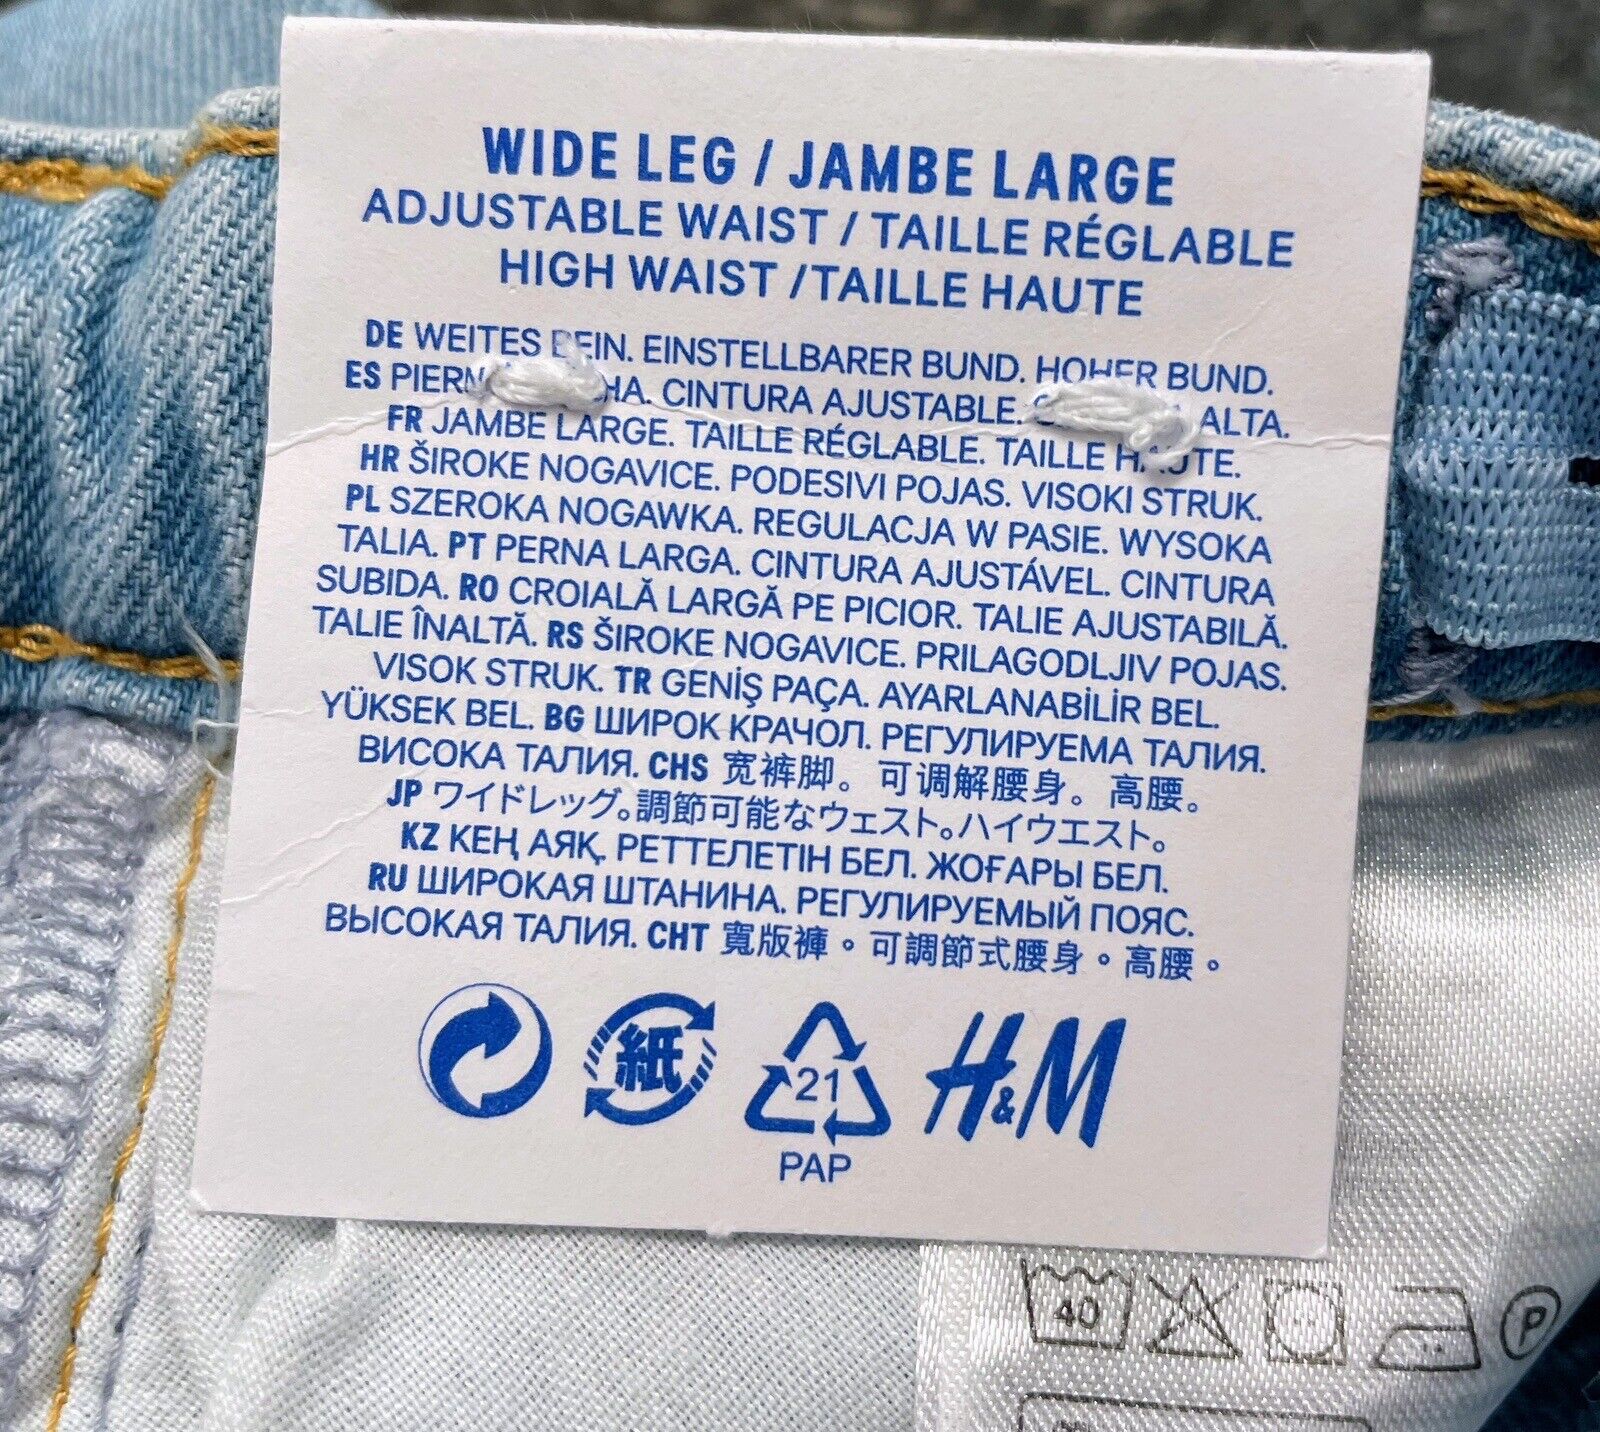 WIDE LEG / JAMBE LARGE
ADJUSTABLE WAIST / TAILLE RÉGLABLE
HIGH WAIST /TAILLE HAUTE
DE WEITES BEIN. EINSTELLBARER BUND. HOHER BUND.
ES CINTURA AJUSTABLE. ALTA.
FR JAMBE LARGE. TAILLE RÉGLABLE. TAILLE HAUTE.
HR ŠIROKE NOGAVICE. PODESIVI POJAS. VISOKI STRUK.
PL SZEROKA NOGAWKA. REGULACJA W PASIE. WYSOKA
TALIA. PT PERNA LARGA. CINTURA AJUSTÁVEL. CINTURA
SUBIDA. RO CROIALĂ LARGĂ PE PICIOR. TALIE AJUSTABILĂ.
TALIE ÎNALTĂ. RS ŠIROKE NOGAVICE. PRILAGODLJIV POJAS.
VISOK STRUK. TR GENİŞ PAÇA. AYARLANABİLİR BEL.
YÜKSEK BEL. BG ШИРОК КРАЧОЛ. РЕГУЛИРУЕМА ТАЛИЯ.
ВИСОКА ТАЛИЯ. CHS 宽裤脚。可调解腰身。高腰。
JP ワイドレッグ。調節可能なウェスト。ハイウエスト。
KZ КЕҢ АЯҚ. РЕТТЕЛЕТІН БЕЛ. ЖОҒАРЫ БЕЛ.
RU ШИРОКАЯ ШТАНИНА. РЕГУЛИРУЕМЫЙ ПОЯС.
ВЫСОКАЯ ТАЛИЯ. CHT 寬版褲。可調節式腰身。高腰。
紙 21 H&M
PAP
40 P